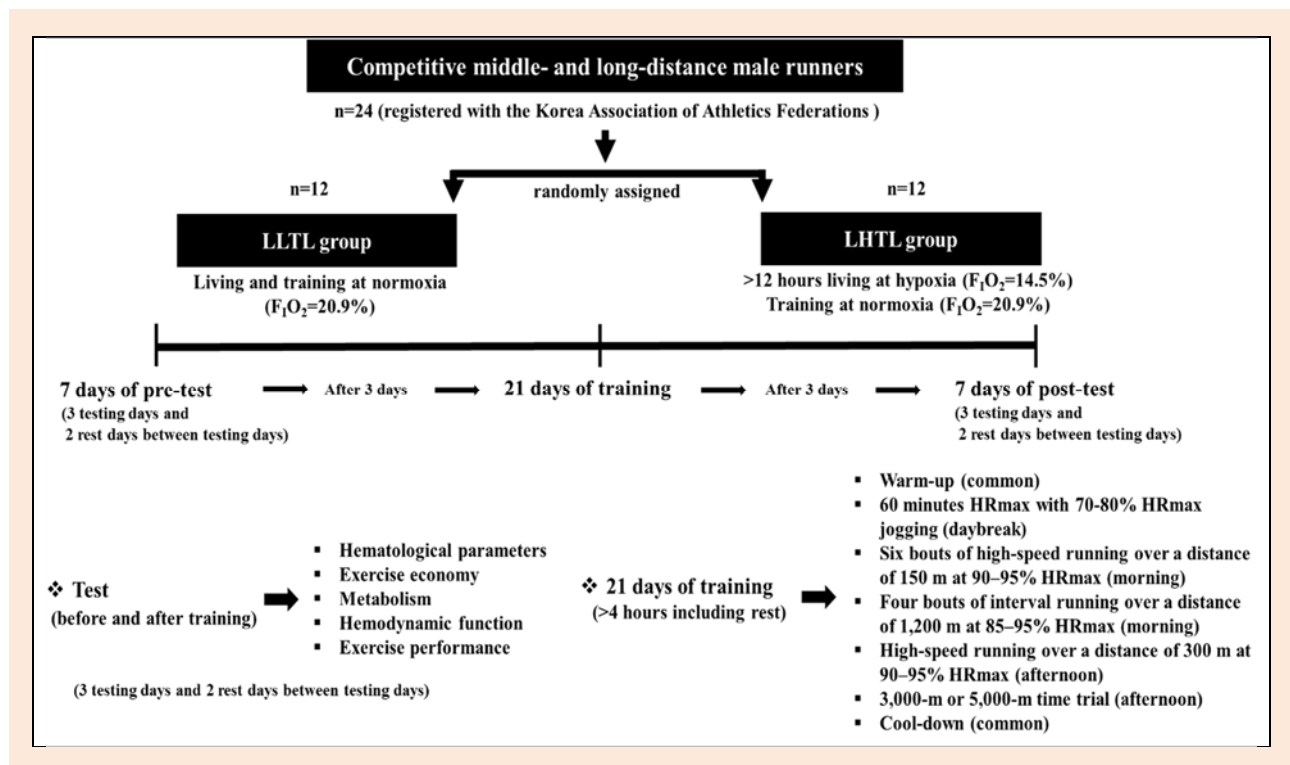 Competitive middle- and long-distance male runners
n=24 (registered with the Korea Association of Athletics Federations )
n=12
randomly assigned
n=12
LLTL group
LHTL group
Living and training at normoxia
(FIO2=20.9%)
>12 hours living at hypoxia (FIO2=14.5%)
Training at normoxia (FIO2=20.9%)
7 days of pre-test
(3 testing days and
2 rest days between testing days)
After 3 days
21 days of training
After 3 days
7 days of post-test
(3 testing days and
2 rest days between testing days)
❖ Test
(before and after training)
▪ Hematological parameters
▪ Exercise economy
▪ Metabolism
▪ Hemodynamic function
▪ Exercise performance
(3 testing days and 2 rest days between testing days)
❖ 21 days of training
(>4 hours including rest)
▪ Warm-up (common)
▪ 60 minutes HRmax with 70-80% HRmax
jogging (daybreak)
▪ Six bouts of high-speed running over a distance
of 150 m at 90–95% HRmax (morning)
▪ Four bouts of interval running over a distance
of 1,200 m at 85–95% HRmax (morning)
▪ High-speed running over a distance of 300 m at
90–95% HRmax (afternoon)
▪ 3,000-m or 5,000-m time trial (afternoon)
▪ Cool-down (common)